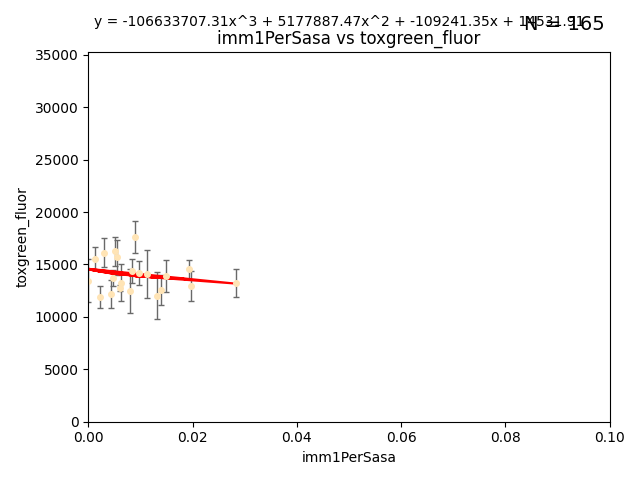 y = -106633707.31x^3 + 5177887.47x^2 + -109241.35x + 14531.91
N = 165
imm1PerSasa vs toxgreen_fluor
35000
30000
25000
20000
15000
10000
5000
0
toxgreen_fluor
0.00 0.02 0.04 0.06 0.08 0.10
imm1PerSasa